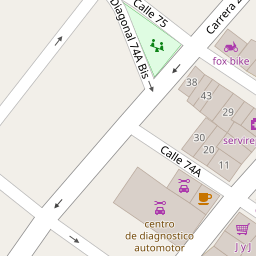 Calle 75
Carrera 2
Diagonal 74A Bis
fox bike
38
43
29
servire
30
20
11
Calle 74A
centro
de diagnostico
automotor
J y J